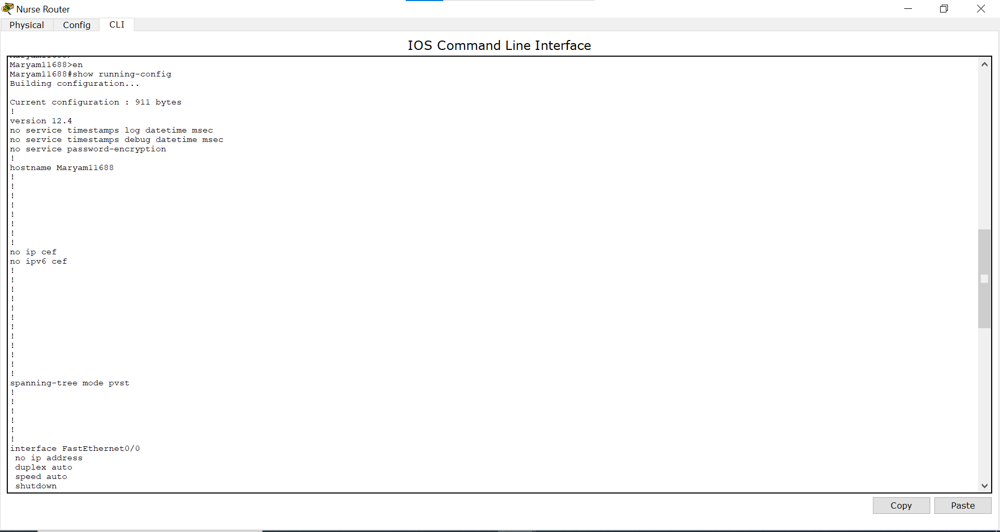 Nurse Router
Physical Config CLI
IOS Command Line Interface
Maryam11688>en
Maryam11688#show running-config
Building configuration...
Current configuration : 911 bytes
!
version 12.4
no service timestamps log datetime msec
no service timestamps debug datetime msec
no service password-encryption
!
hostname Maryam11688
!
!
!
!
!
!
!
!
no ip cef
no ipv6 cef
!
!
!
!
!
!
!
!
!
!
!
!
spanning-tree mode pvst
!
!
!
!
!
!
interface FastEthernet0/0
 no ip address
 duplex auto
 speed auto
 shutdown
Copy Paste